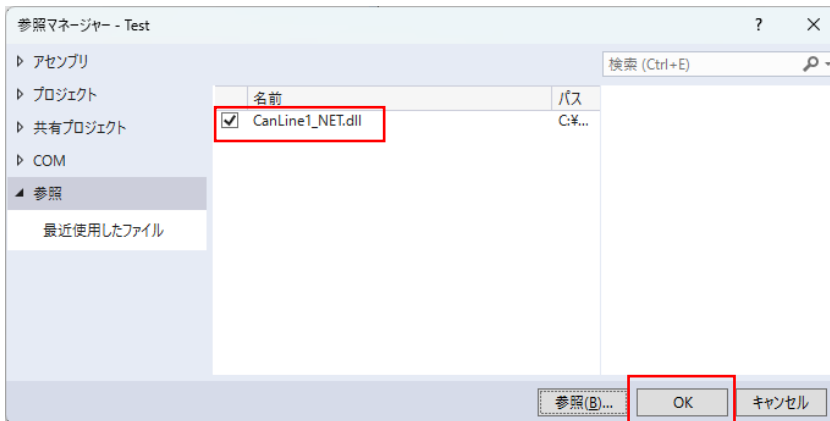 参照マネージャー - Test
? ×
▷ アセンブリ
▷ プロジェクト
▷ 共有プロジェクト
▷ COM
◢ 参照
最近使用したファイル
名前 パス
CanLine1_NET.dll C:¥...
検索 (Ctrl+E)
参照(B)... OK キャンセル